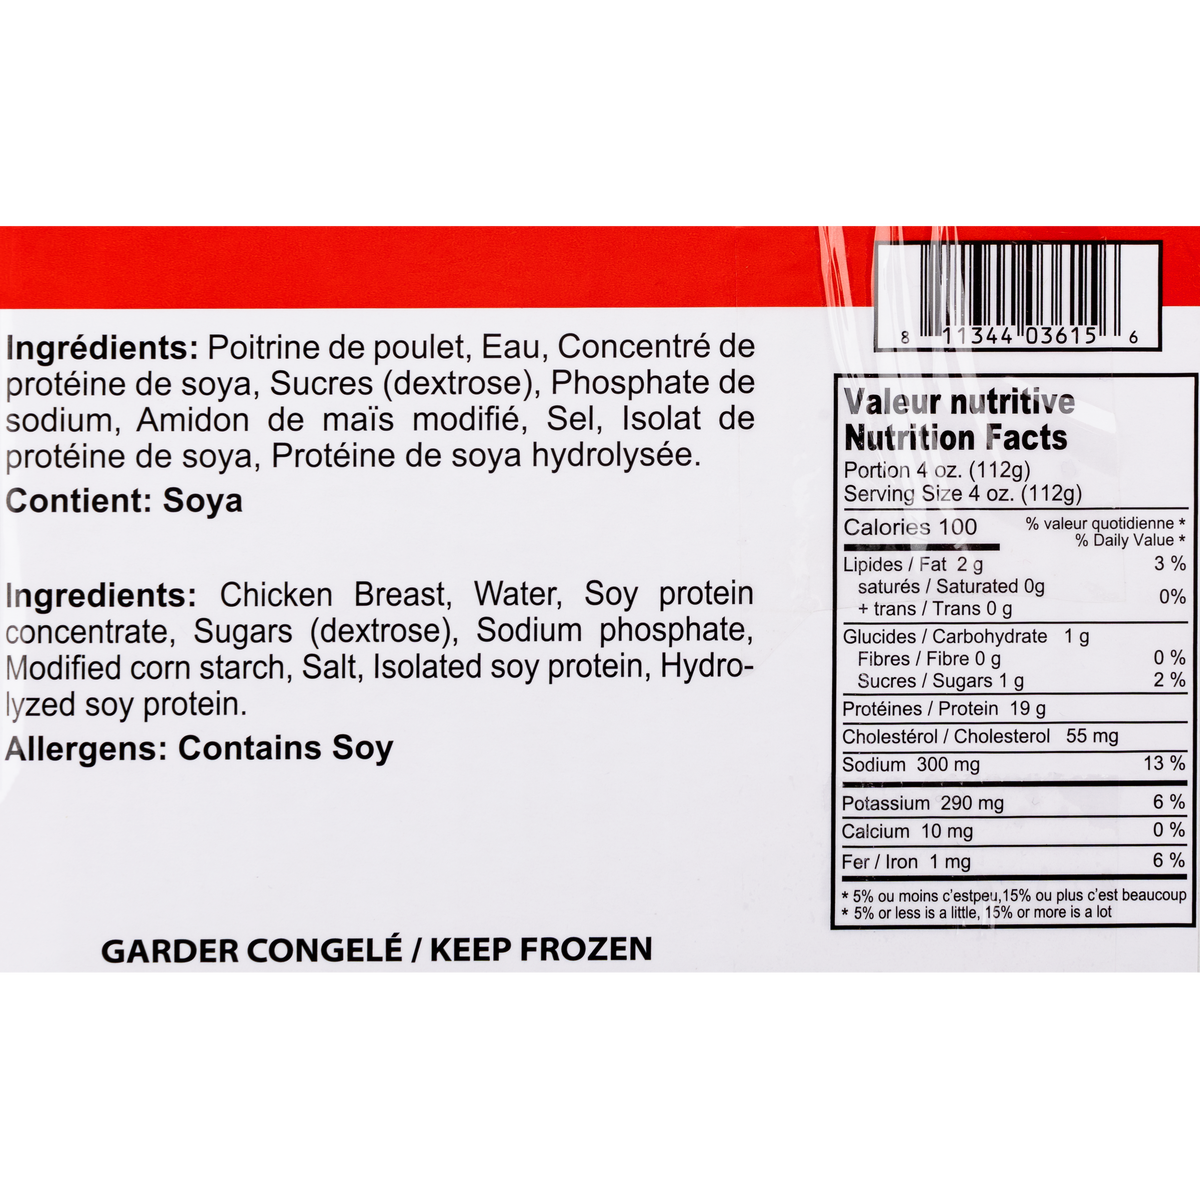 Ingrédients: Poitrine de poulet, Eau, Concentré de
protéine de soya, Sucres (dextrose), Phosphate de
sodium, Amidon de maïs modifié, Sel, Isolat de
protéine de soya, Protéine de soya hydrolysée.
Contient: Soya
Ingredients: Chicken Breast, Water, Soy protein
concentrate, Sugars (dextrose), Sodium phosphate,
Modified corn starch, Salt, Isolated soy protein, Hydro-
lyzed soy protein.
Allergens: Contains Soy
GARDER CONGELÉ / KEEP FROZEN
8 11344 03615 6
Valeur nutritive
Nutrition Facts
Portion 4 oz. (112g)
Serving Size 4 oz. (112g)
Calories 100 % valeur quotidienne *
% Daily Value *
Lipides / Fat 2 g 3 %
saturés / Saturated 0g
+ trans / Trans 0 g 0%
Glucides / Carbohydrate 1 g
Fibres / Fibre 0 g 0 %
Sucres / Sugars 1 g 2 %
Protéines / Protein 19 g
Cholestérol / Cholesterol 55 mg
Sodium 300 mg 13 %
Potassium 290 mg 6 %
Calcium 10 mg 0 %
Fer / Iron 1 mg 6 %
* 5% ou moins c'estpeu,15% ou plus c'est beaucoup
* 5% or less is a little, 15% or more is a lot